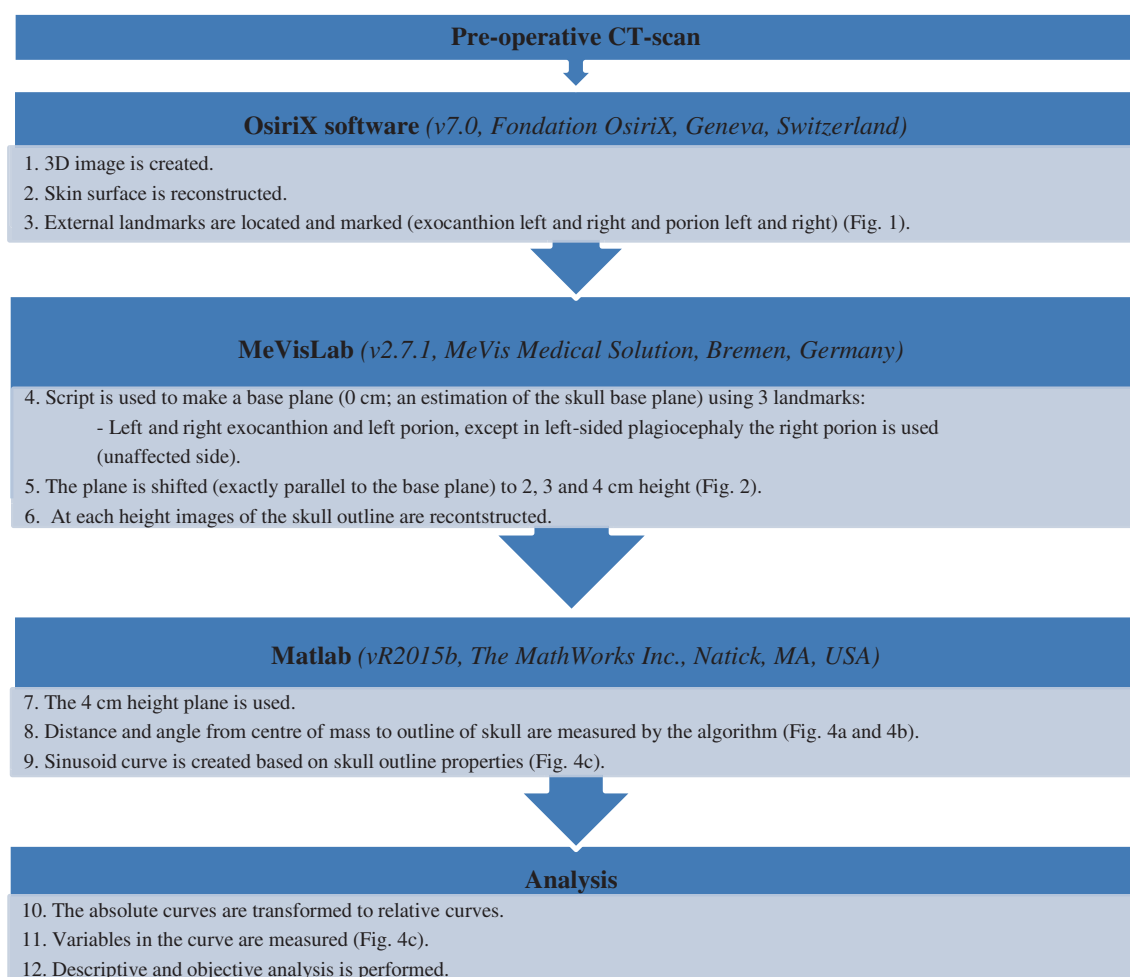 Pre-operative CT-scan
OsiriX software (v7.0, Fondation OsiriX, Geneva, Switzerland)
1. 3D image is created.
2. Skin surface is reconstructed.
3. External landmarks are located and marked (exocanthion left and right and porion left and right) (Fig. 1).
MeVisLab (v2.7.1, MeVis Medical Solution, Bremen, Germany)
4. Script is used to make a base plane (0 cm; an estimation of the skull base plane) using 3 landmarks:
- Left and right exocanthion and left porion, except in left-sided plagiocephaly the right porion is used
(unaffected side).
5. The plane is shifted (exactly parallel to the base plane) to 2, 3 and 4 cm height (Fig. 2).
6. At each height images of the skull outline are recontstructed.
Matlab (vR2015b, The MathWorks Inc., Natick, MA, USA)
7. The 4 cm height plane is used.
8. Distance and angle from centre of mass to outline of skull are measured by the algorithm (Fig. 4a and 4b).
9. Sinusoid curve is created based on skull outline properties (Fig. 4c).
Analysis
10. The absolute curves are transformed to relative curves.
11. Variables in the curve are measured (Fig. 4c).
12. Descriptive and objective analysis is performed.